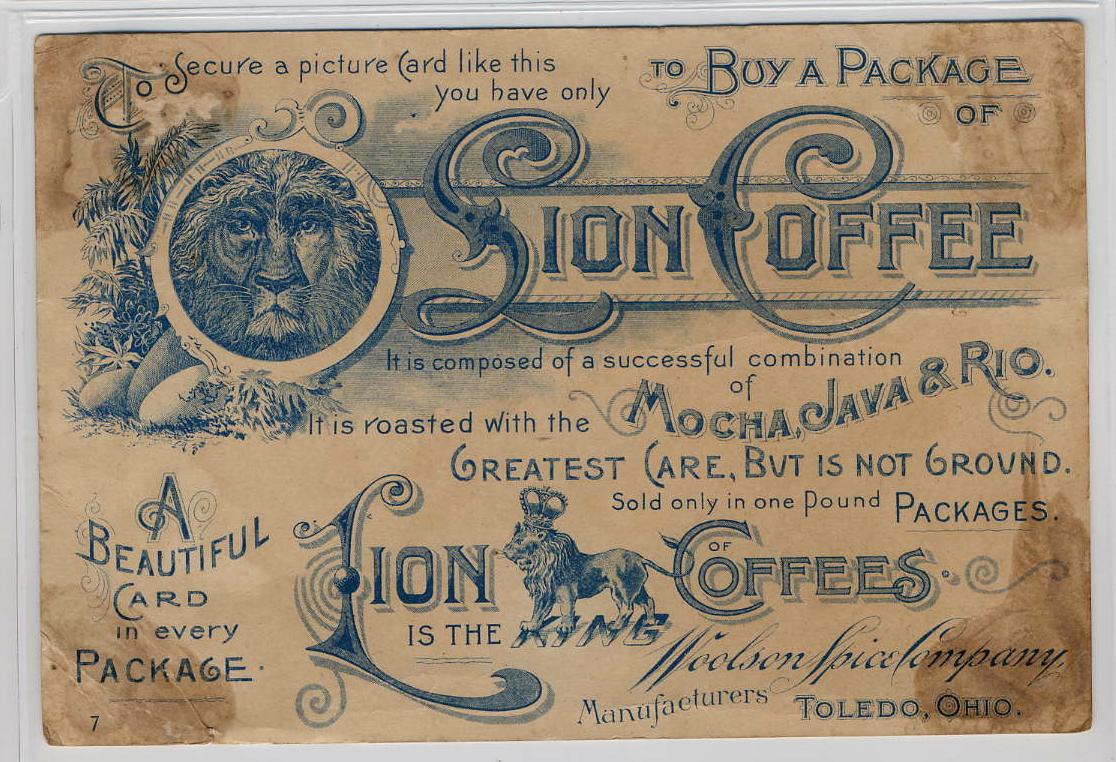 To Secure a picture Card like this
you have only
TO BUY A PACKAGE
OF
LION COFFEE
It is composed of a successful combination
of
MOCHA, JAVA & RIO.
It is roasted with the
GREATEST CARE, BUT IS NOT GROUND.
Sold only in one Pound PACKAGES.
A
BEAUTIFUL
CARD
in every
PACKAGE.
LION
IS THE KING
OF
COFFEES.
Woolson Spice Company,
Manufacturers
TOLEDO, OHIO.
7